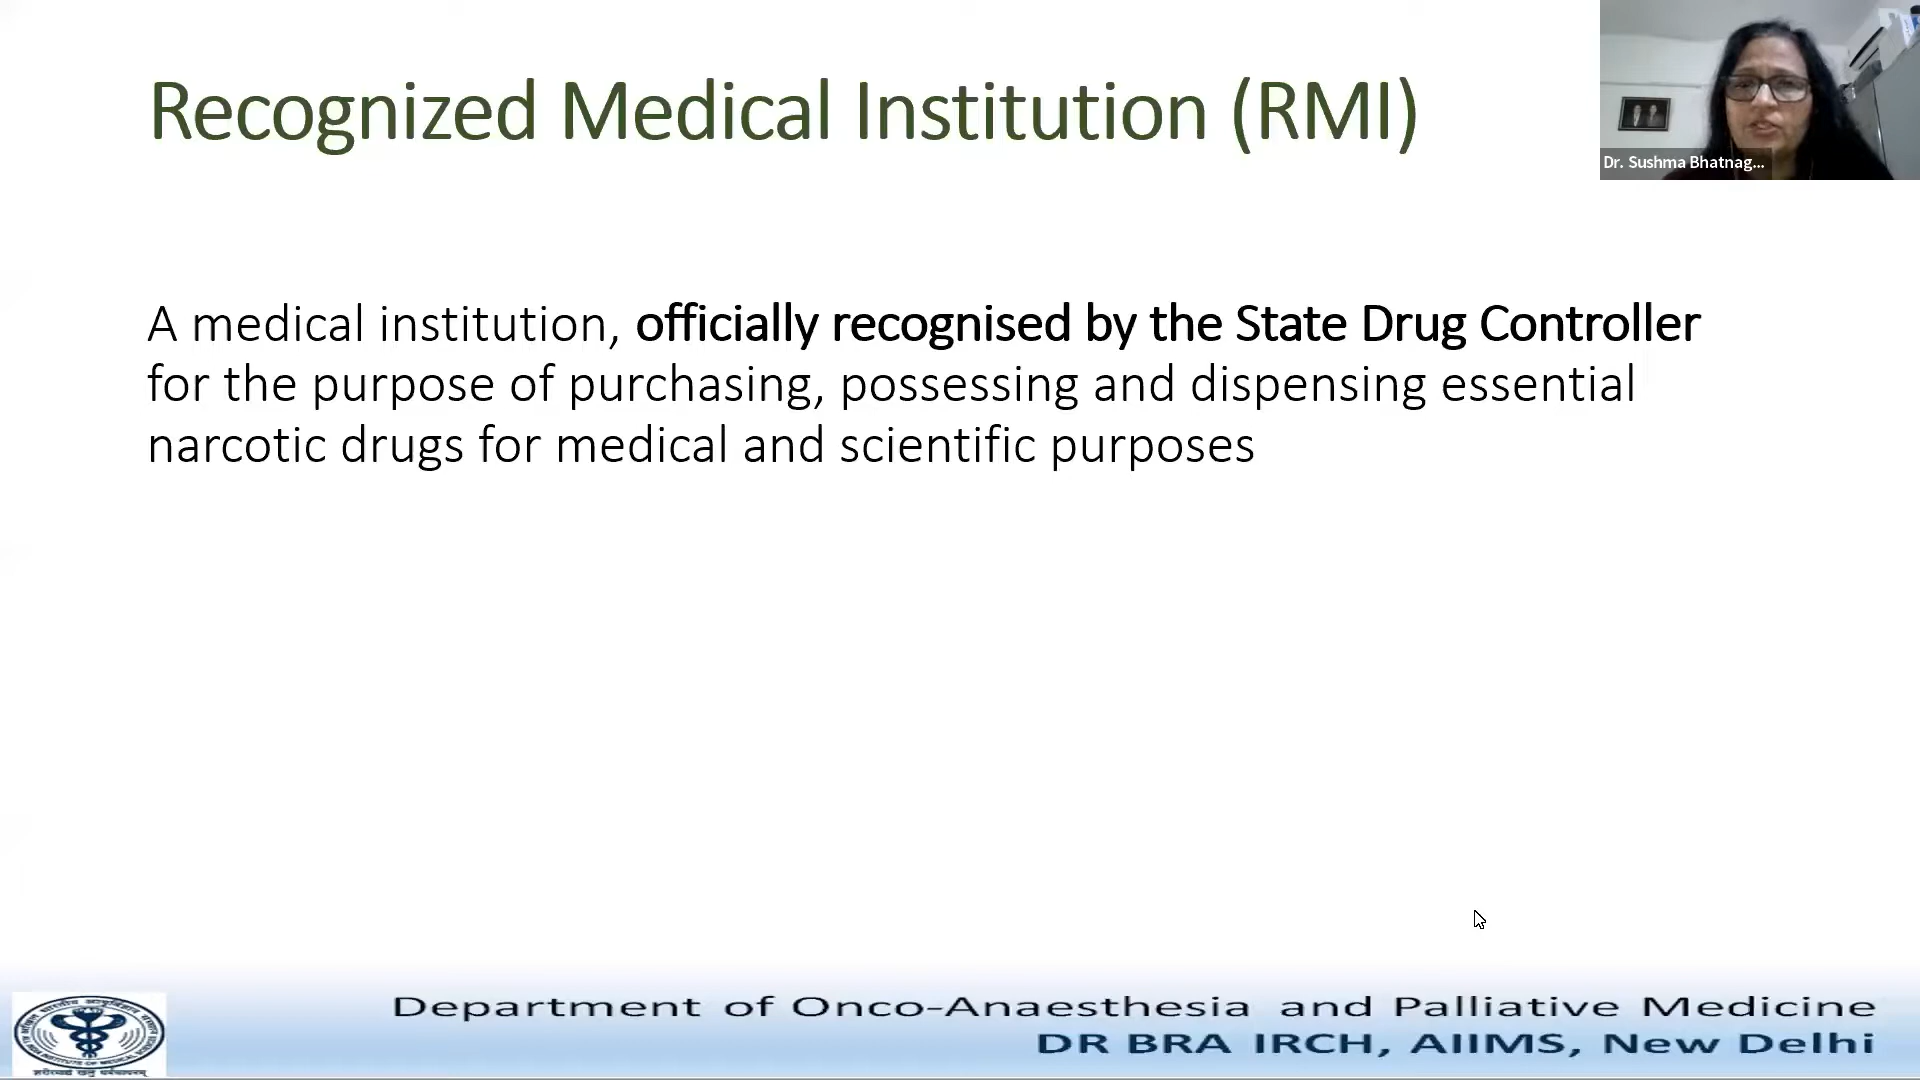 Recognized Medical Institution (RMI)
Dr. Sushma Bhatnag...
A medical institution, officially recognised by the State Drug Controller
for the purpose of purchasing, possessing and dispensing essential
narcotic drugs for medical and scientific purposes
Department of Onco-Anaesthesia and Palliative Medicine
DR BRA IRCH, AIIMS, New Delhi